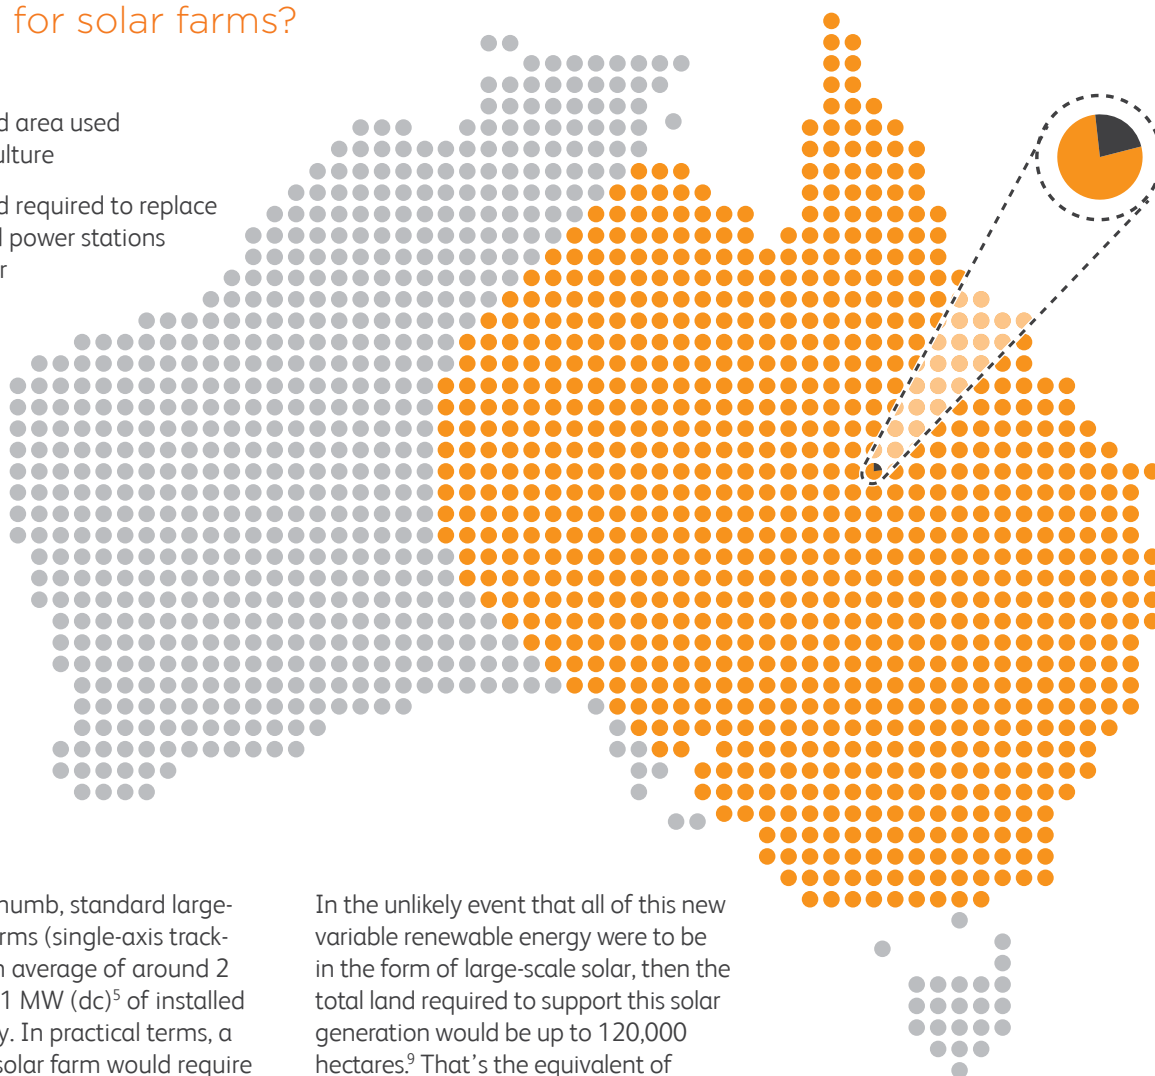 for solar farms?
d area used
ulture
d required to replace
l power stations
r
numb, standard large-
rms (single-axis track-
n average of around 2
1 MW (dc)5 of installed
y. In practical terms, a
solar farm would require
In the unlikely event that all of this new
variable renewable energy were to be
in the form of large-scale solar, then the
total land required to support this solar
generation would be up to 120,000
hectares.9 That’s the equivalent of